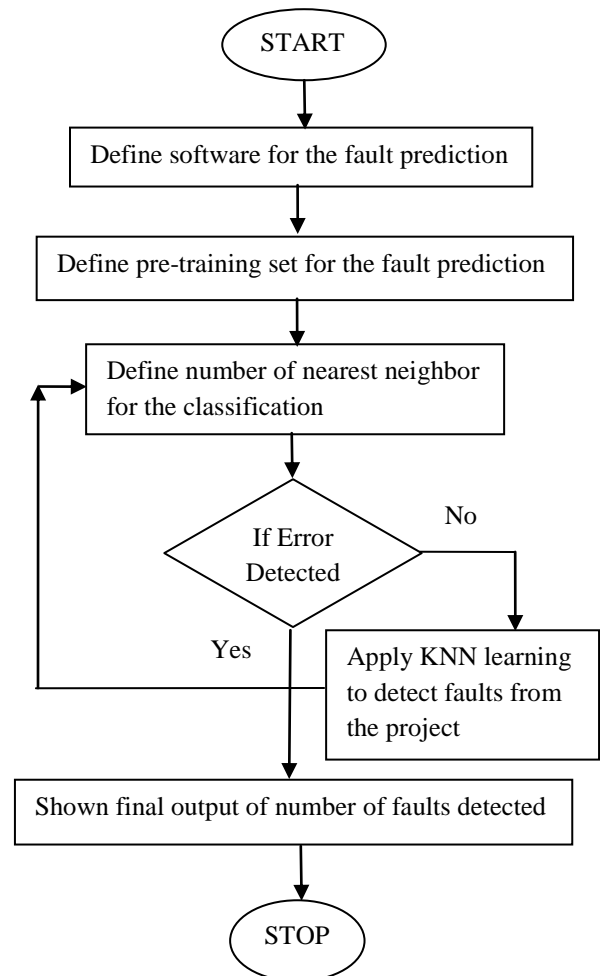 START
Define software for the fault prediction
Define pre-training set for the fault prediction
Define number of nearest neighbor
for the classification
If Error
Detected
No
Yes
Apply KNN learning
to detect faults from
the project
Shown final output of number of faults detected
STOP